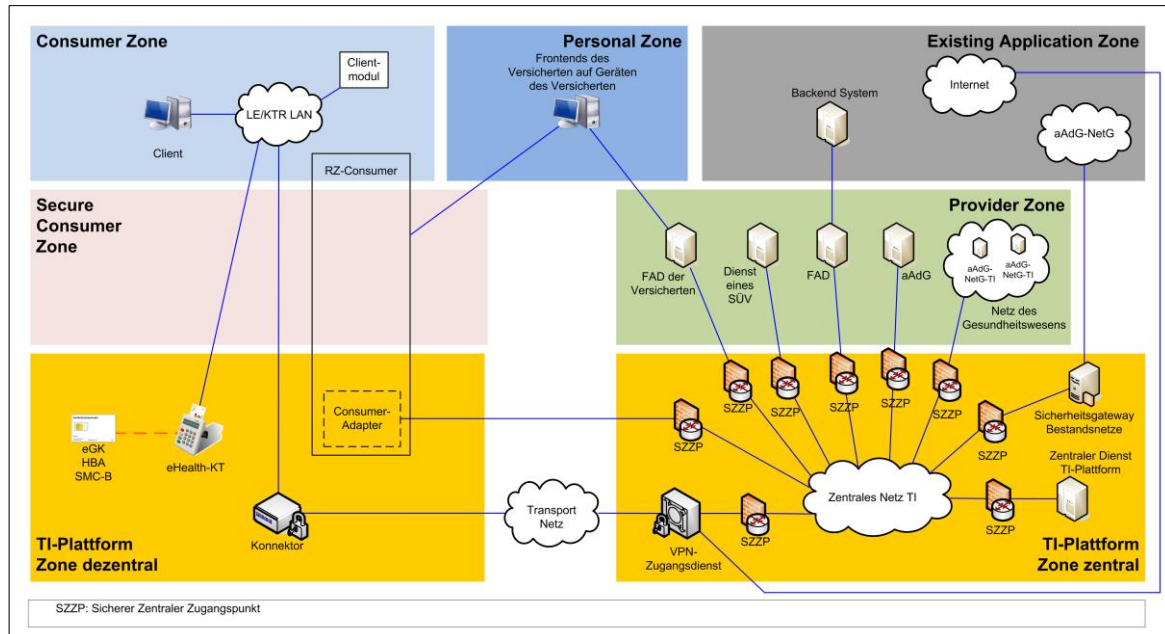 Consumer Zone
Client-
modul
LE/KTR LAN
Client
RZ-Consumer
Personal Zone
Frontends des
Versicherten auf Geräten
des Versicherten
Existing Application Zone
Internet
Backend System
aAdG-NetG
Secure
Consumer
Zone
Provider Zone
FAD der
Versicherten
Dienst
eines
SÜV
FAD
aAdG
aAdG-
NetG-TI
aAdG-
NetG-TI
Netz des
Gesundheitswesens
eGK
HBA
SMC-B
eHealth-KT
Consumer-
Adapter
Konnektor
TI-Plattform
Zone dezentral
Transport
Netz
SZZP
SZZP
SZZP
SZZP
SZZP
SZZP
SZZP
Sicherheitsgateway
Bestandsnetze
Zentraler Dienst
TI-Plattform
Zentrales Netz TI
SZZP
SZZP
VPN-
Zugangsdienst
TI-Plattform
Zone zentral
SZZP: Sicherer Zentraler Zugangspunkt